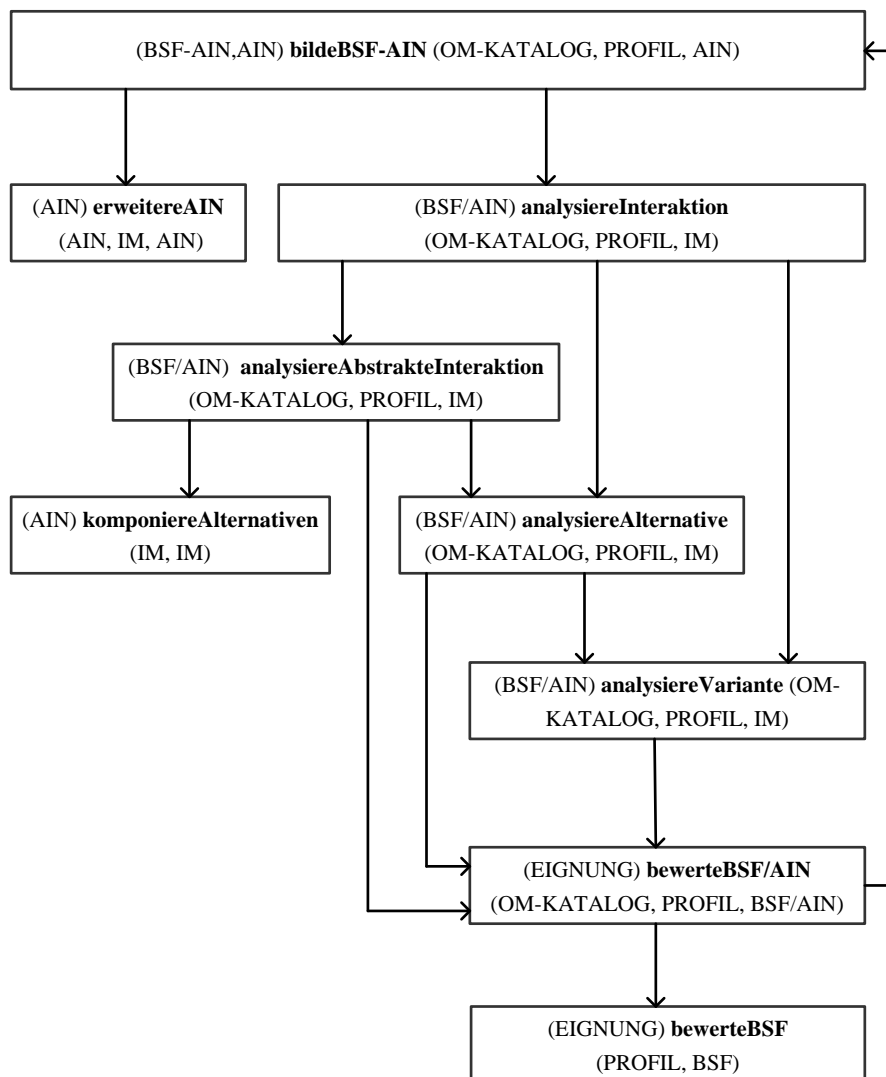 (BSF-AIN,AIN) bildeBSF-AIN (OM-KATALOG, PROFIL, AIN)
(AIN) erweitereAIN
(AIN, IM, AIN)
(BSF/AIN) analysiereInteraktion
(OM-KATALOG, PROFIL, IM)
(BSF/AIN) analysiereAbstrakteInteraktion
(OM-KATALOG, PROFIL, IM)
(AIN) komponiereAlternativen
(IM, IM)
(BSF/AIN) analysiereAlternative
(OM-KATALOG, PROFIL, IM)
(BSF/AIN) analysiereVariante (OM-
KATALOG, PROFIL, IM)
(EIGNUNG) bewerteBSF/AIN
(OM-KATALOG, PROFIL, BSF/AIN)
(EIGNUNG) bewerteBSF
(PROFIL, BSF)